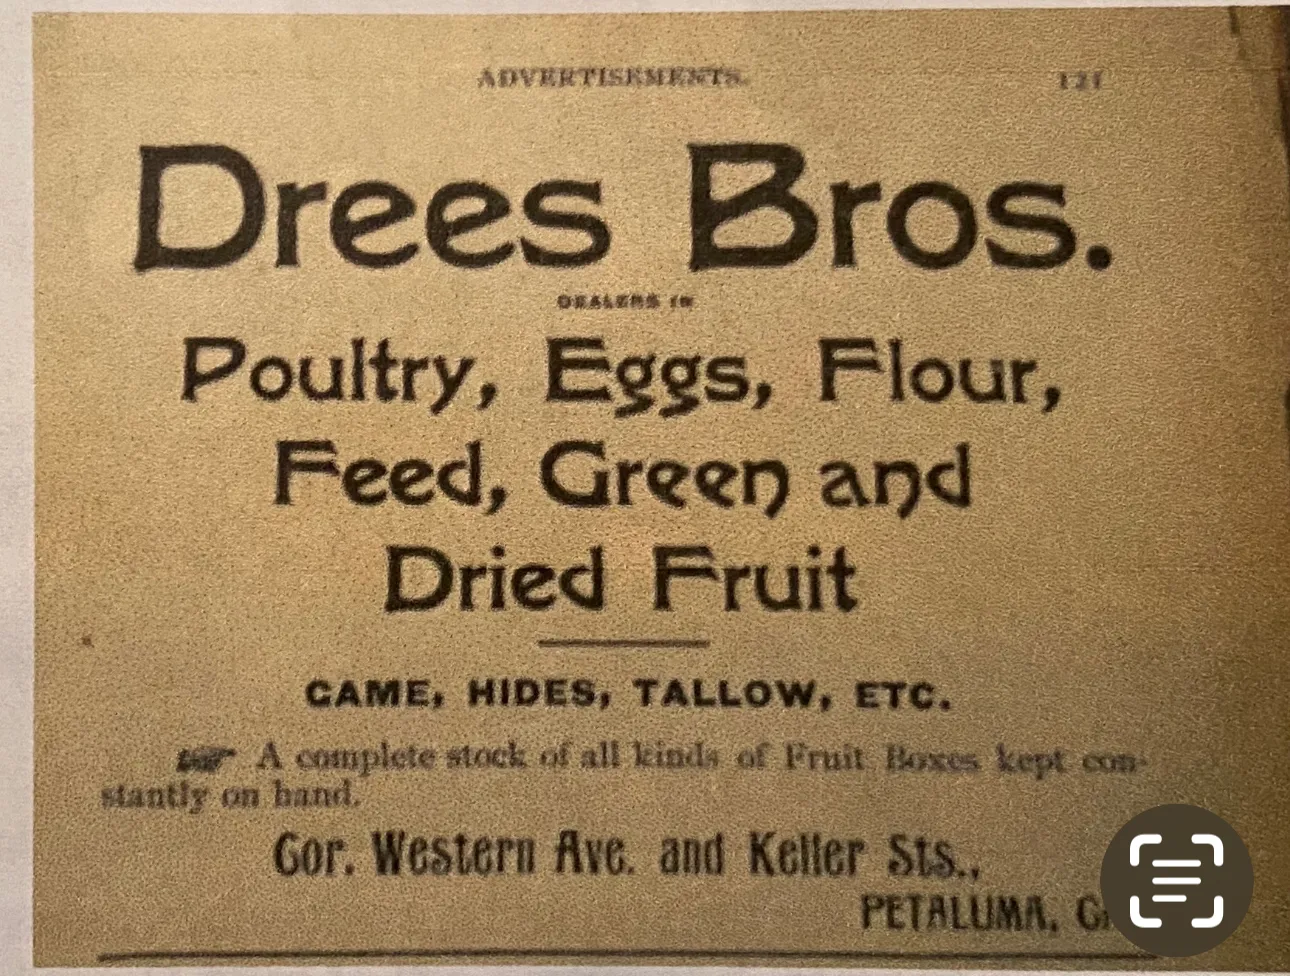 ADVERTISEMENTS. 121
Drees Bros.
DEALERS IN
Poultry, Eggs, Flour,
Feed, Green and
Dried Fruit
GAME, HIDES, TALLOW, ETC.
☞ A complete stock of all kinds of Fruit Boxes kept con-
stantly on hand.
Cor. Western Ave. and Keller Sts.,
PETALUMA,